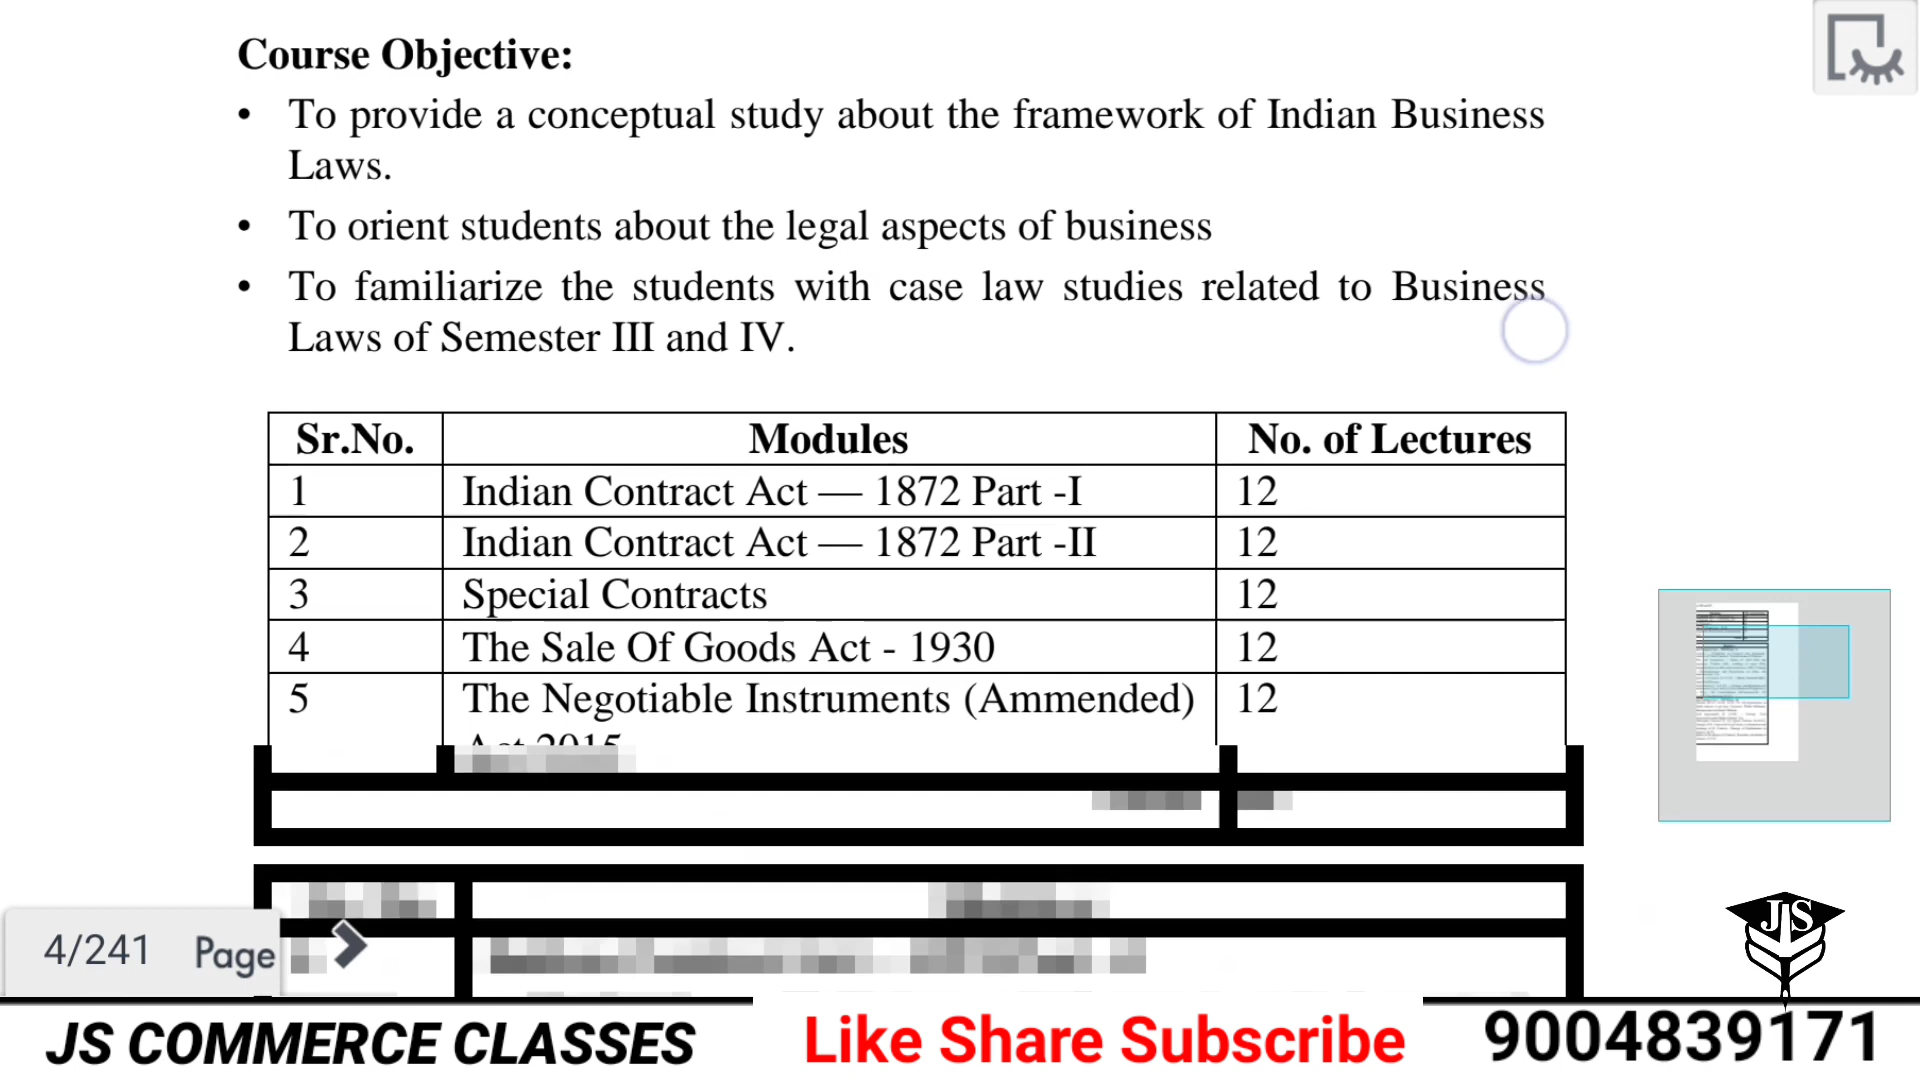 Course Objective:
• To provide a conceptual study about the framework of Indian Business
Laws.
• To orient students about the legal aspects of business
• To familiarize the students with case law studies related to Business
Laws of Semester III and IV.
Sr.No. Modules No. of Lectures
1 Indian Contract Act — 1872 Part -I 12
2 Indian Contract Act — 1872 Part -II 12
3 Special Contracts 12
4 The Sale Of Goods Act - 1930 12
5 The Negotiable Instruments (Ammended) 12
Act 2015
4/241 Page
JS
JS COMMERCE CLASSES Like Share Subscribe 9004839171